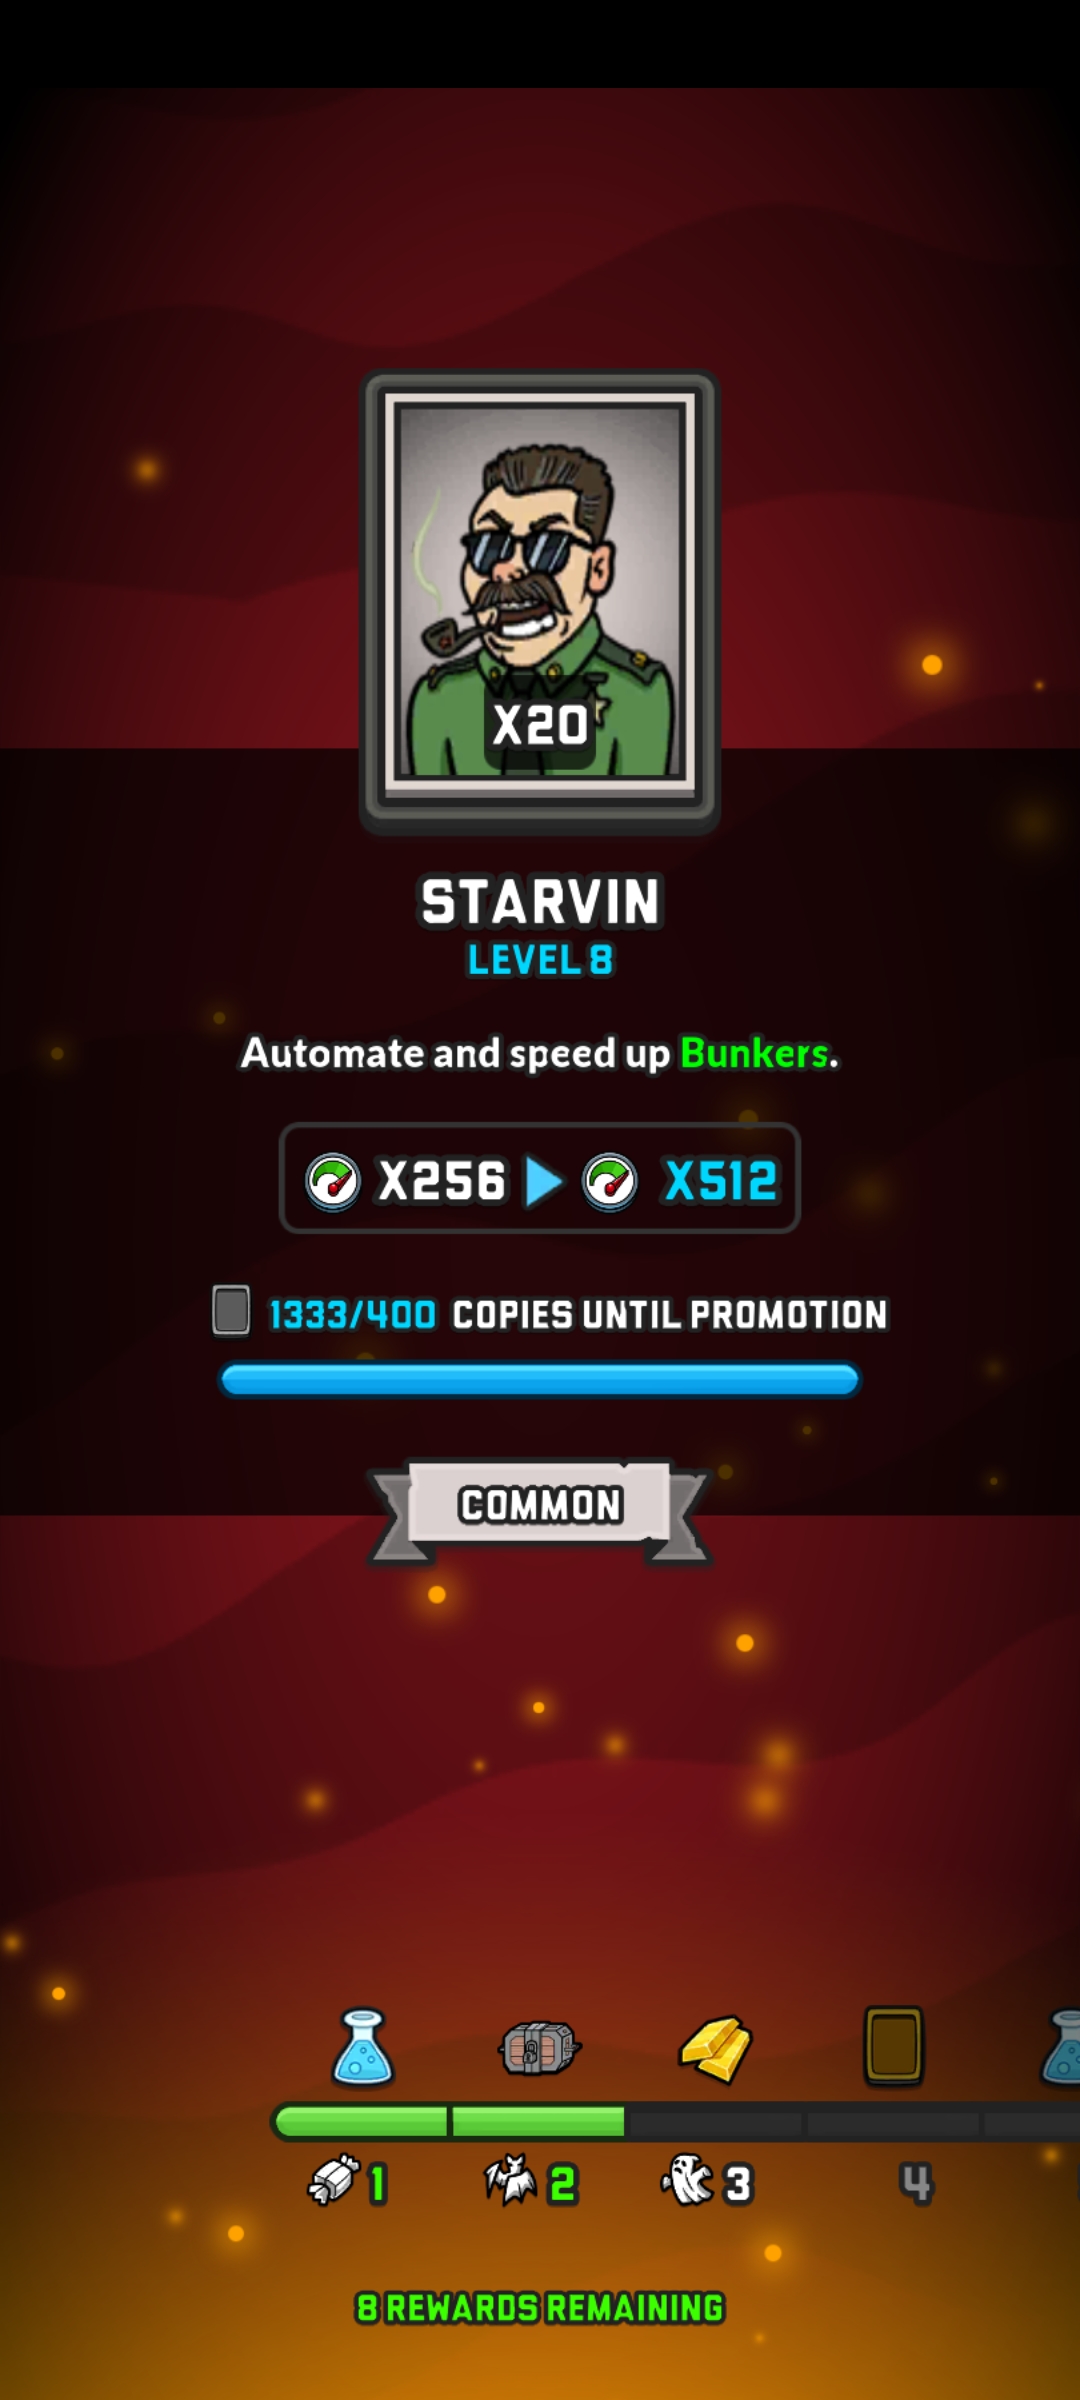 X20
STARVIN
LEVEL 8
Automate and speed up Bunkers.
X256 X512
1333/400 COPIES UNTIL PROMOTION
COMMON
1 2 3 4
8 REWARDS REMAINING